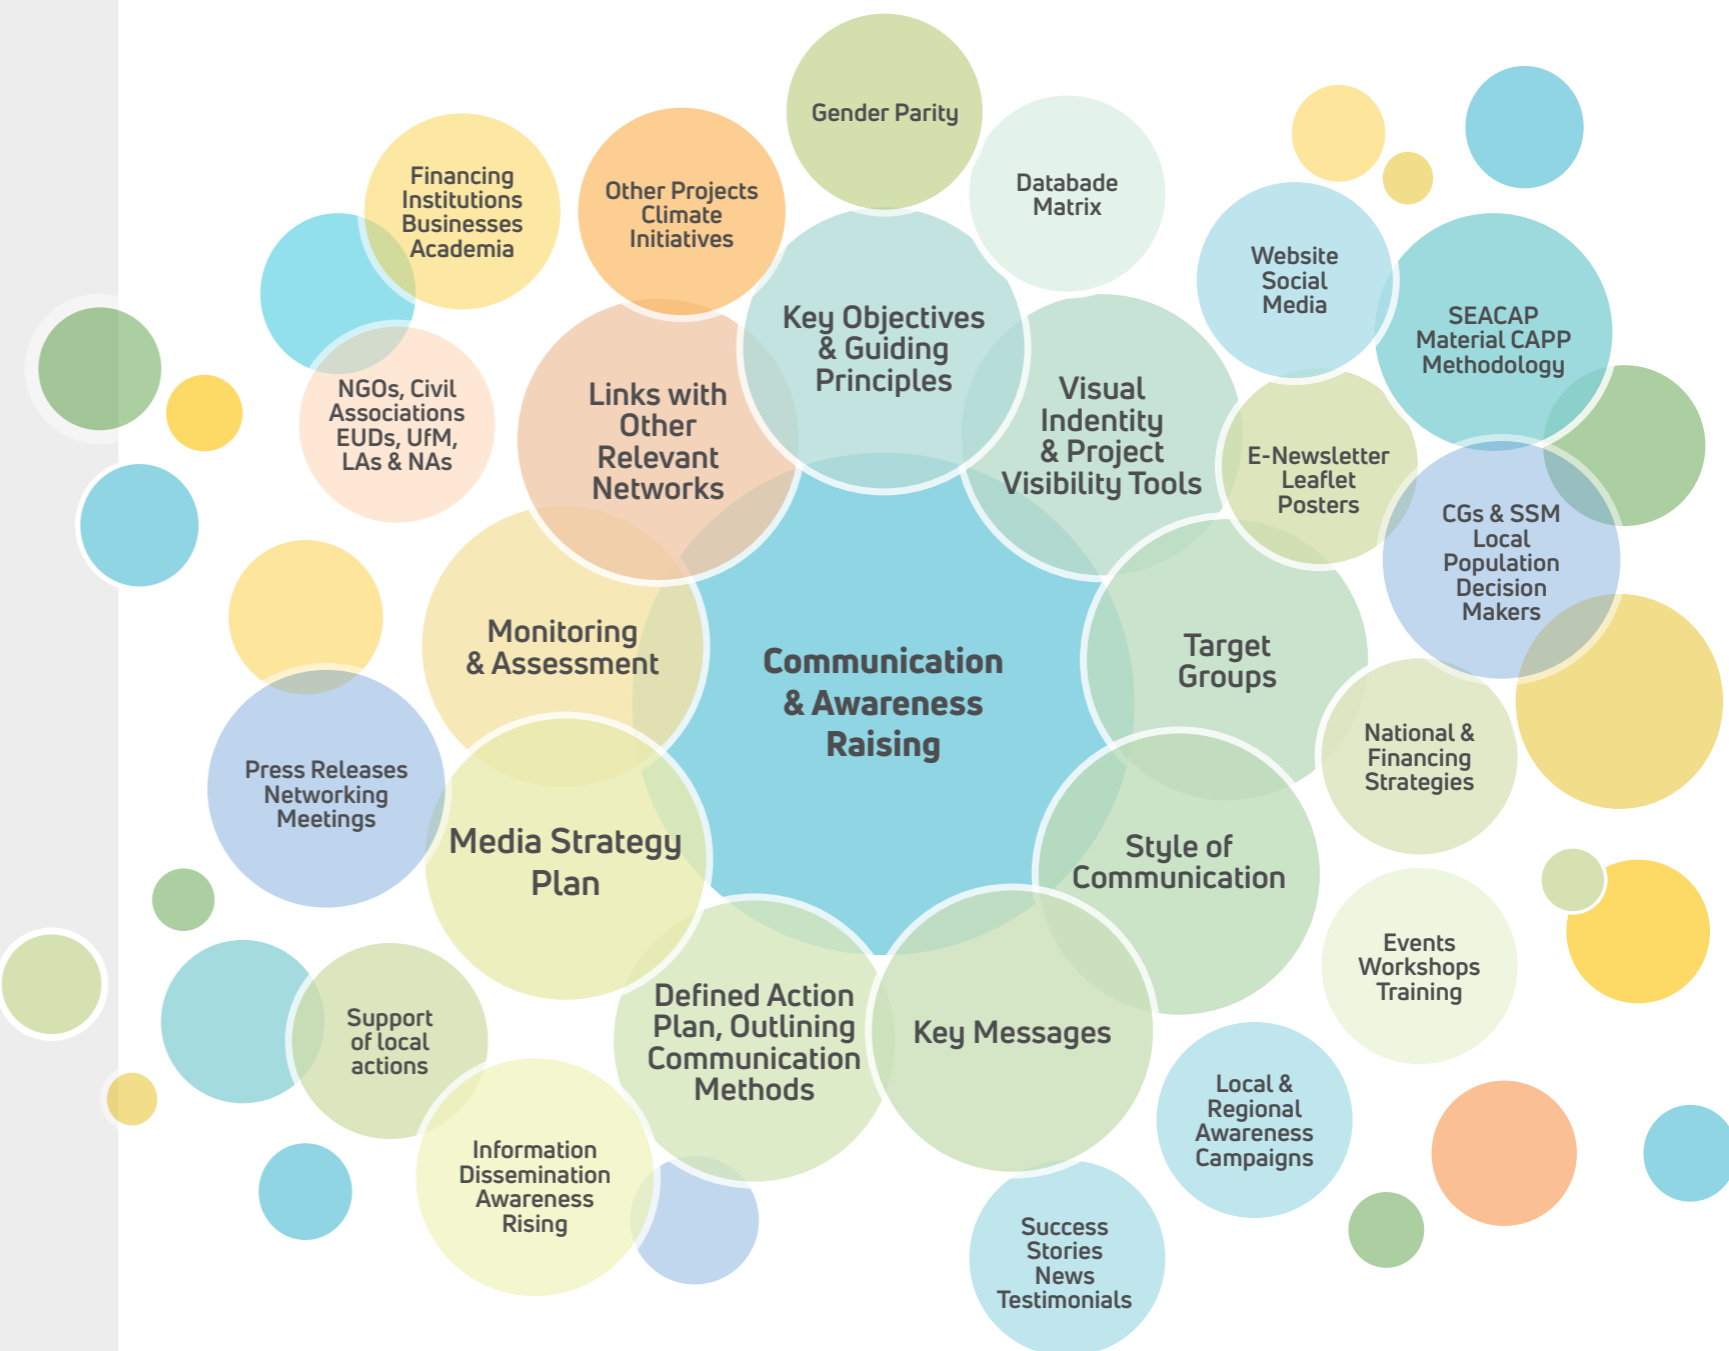 Gender Parity
Financing
Institutions
Businesses
Academia
Other Projects
Climate
Initiatives
Databade
Matrix
Website
Social
Media
SEACAP
Material CAPP
Methodology
Key Objectives
& Guiding
Principles
NGOs, Civil
Associations
EUDs, UfM,
LAs & NAs
Links with
Other
Relevant
Networks
Visual
Indentity
& Project
Visibility Tools
E-Newsletter
Leaflet
Posters
CGs & SSM
Local
Population
Decision
Makers
Monitoring
& Assessment
Communication
& Awareness
Raising
Target
Groups
National &
Financing
Strategies
Press Releases
Networking
Meetings
Media Strategy
Plan
Style of
Communication
Events
Workshops
Training
Support
of local
actions
Defined Action
Plan, Outlining
Communication
Methods
Key Messages
Local &
Regional
Awareness
Campaigns
Information
Dissemination
Awareness
Rising
Success
Stories
News
Testimonials